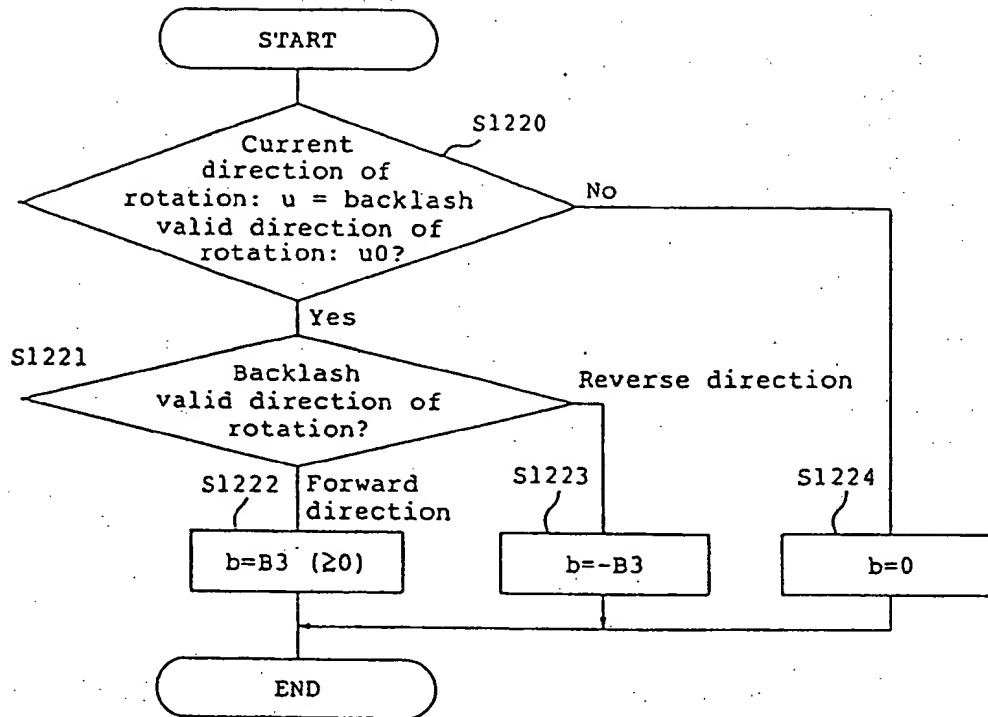 START
S1220
Current
direction of
rotation: u = backlash
valid direction of
rotation: u0?
No
Yes
S1221
Backlash
valid direction of
rotation?
Reverse direction
S1222
Forward
direction
S1223
S1224
b=B3 (≥0)
b=-B3
b=0
END